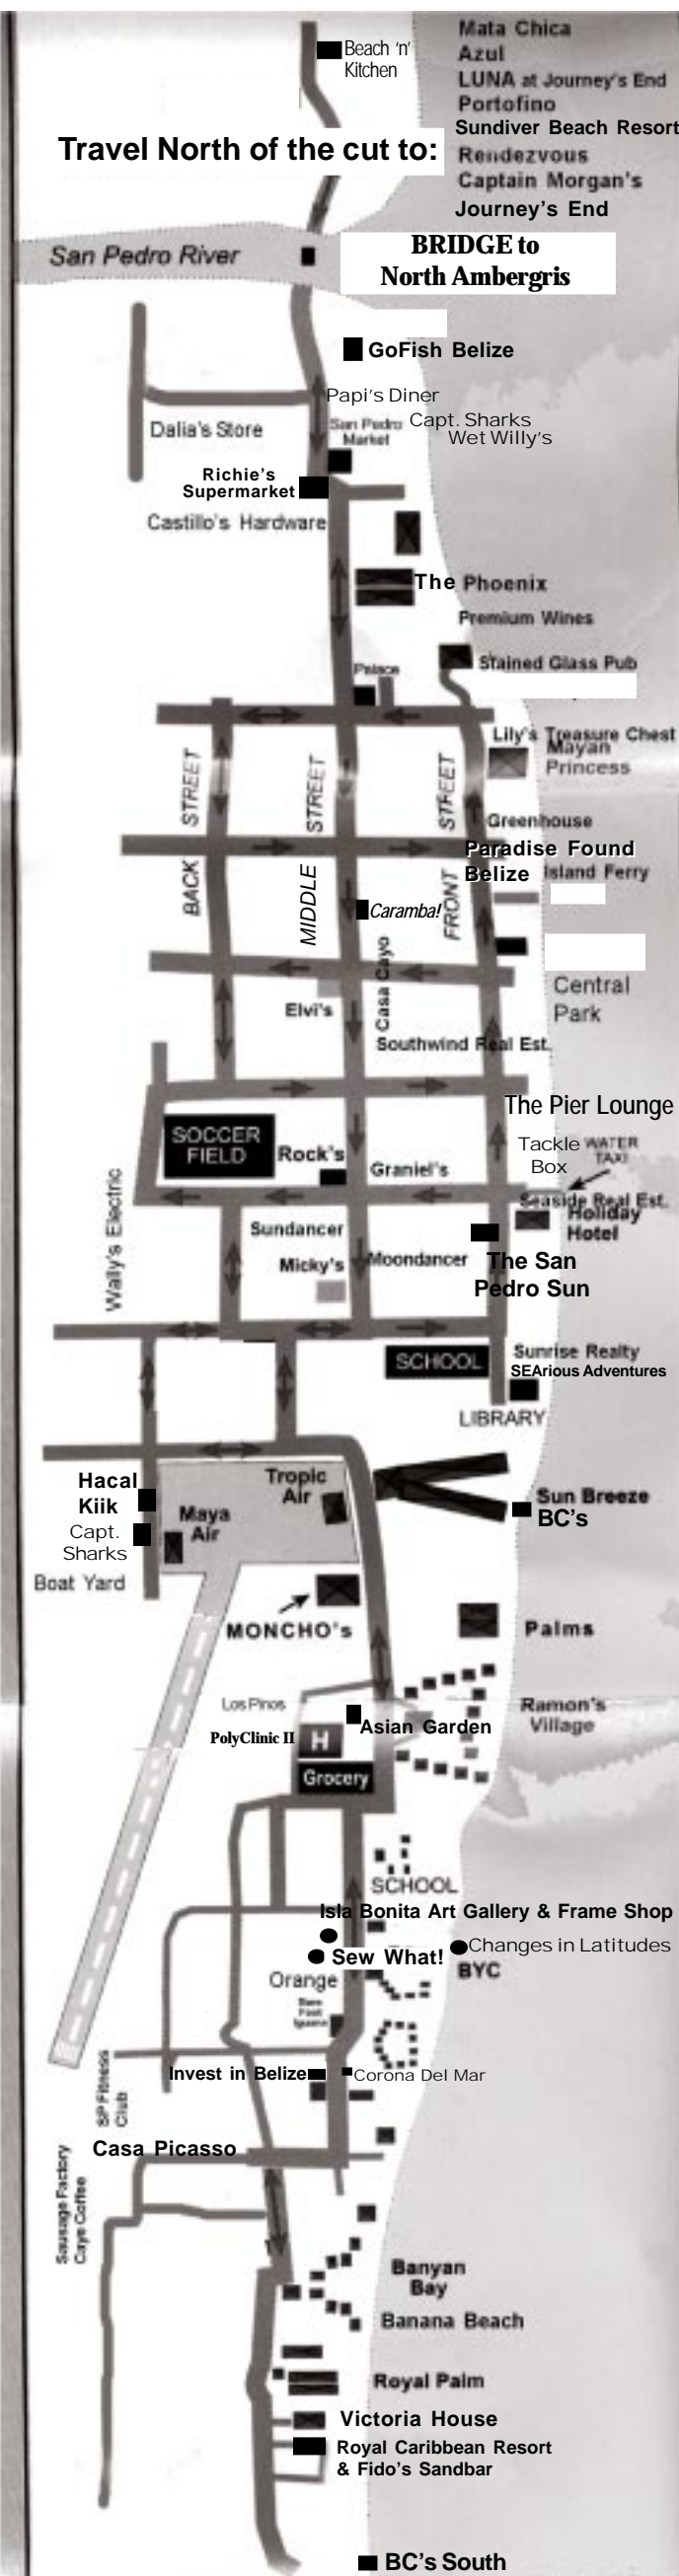 Beach 'n'
Kitchen
Mata Chica
Azul
LUNA at Journey's End
Portofino
Sundiver Beach Resort
Rendezvous
Captain Morgan's
Journey's End
Travel North of the cut to:
San Pedro River
BRIDGE to
North Ambergris
GoFish Belize
Papi's Diner
Dalia's Store
San Pedro
Market
Capt. Sharks
Wet Willy's
Richie's
Supermarket
Castillo's Hardware
The Phoenix
Premium Wines
Stained Glass Pub
Palace
Lily's Treasure Chest
Mayan
Princess
BACK STREET
MIDDLE STREET
FRONT STREET
Greenhouse
Paradise Found
Belize
Island Ferry
Caramba!
Casa Cayo
Elvi's
Central
Park
Southwind Real Est.
The Pier Lounge
SOCCER
FIELD
Rock's
Graniel's
Tackle
Box
WATER
TAXI
Seaside Real Est.
Holiday
Hotel
Wally's Electric
Sundancer
Micky's
Moondancer
The San
Pedro Sun
SCHOOL
Sunrise Realty
SEArious Adventures
LIBRARY
Hacal
Kiik
Capt.
Sharks
Boat Yard
Tropic
Air
Maya
Air
Sun Breeze
BC's
MONCHO's
Palms
Los Pinos
PolyClinic II
H
Asian Garden
Ramon's
Village
Grocery
SCHOOL
Isla Bonita Art Gallery & Frame Shop
Sew What!
Changes in Latitudes
BYC
Orange
Bare
Foot
Iguana
SP Fitness
Club
Invest in Belize
Corona Del Mar
Casa Picasso
Sausage Factory
Caye Coffee
Banyan
Bay
Banana Beach
Royal Palm
Victoria House
Royal Caribbean Resort
& Fido's Sandbar
BC's South